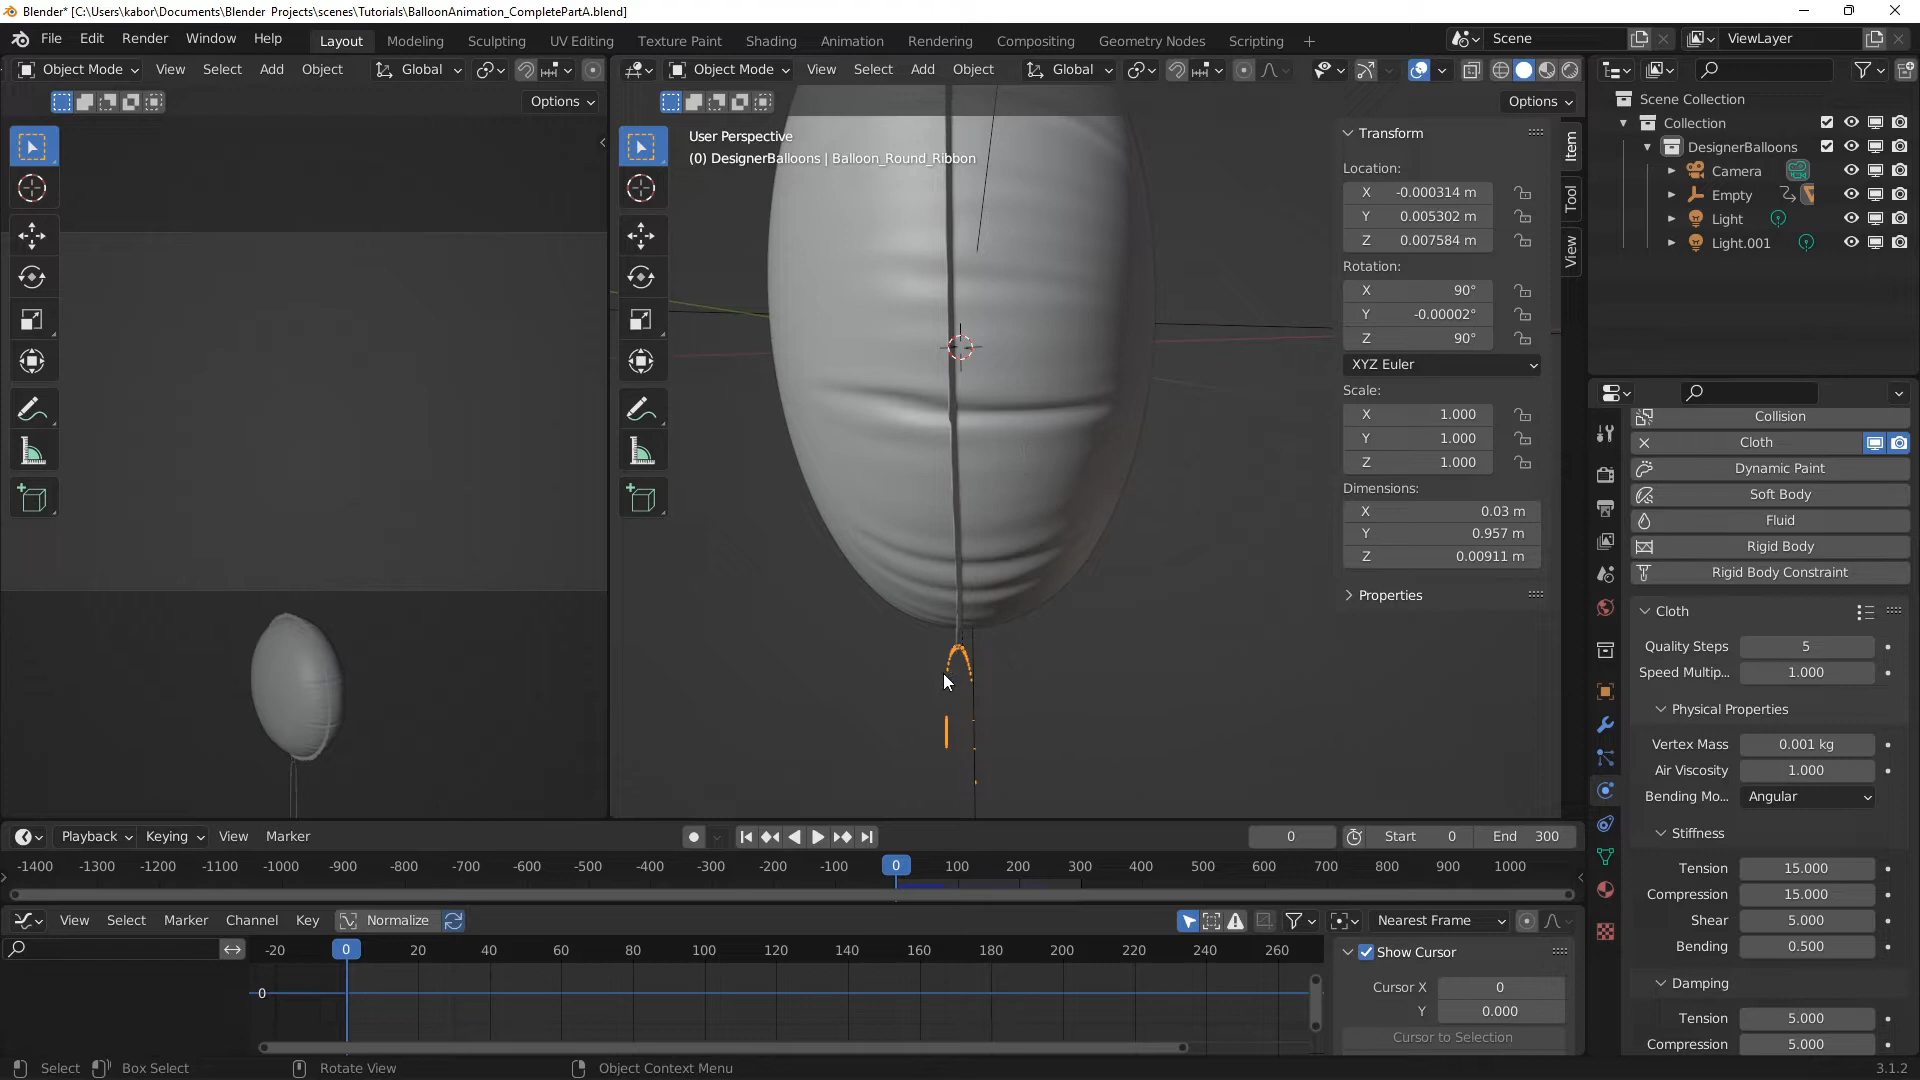 Blender* [C:\Users\kabor\Documents\Blender Projects\scenes\Tutorials\BalloonAnimation_CompletePartA.blend]
File Edit Render Window Help Layout Modeling Sculpting UV Editing Texture Paint Shading Animation Rendering Compositing Geometry Nodes Scripting Scene ViewLayer
Object Mode View Select Add Object Global Object Mode View Select Add Object Global
Options Options
User Perspective
(0) DesignerBalloons | Balloon_Round_Ribbon
Transform
Location:
X -0.000314 m
Y 0.005302 m
Z 0.007584 m
Rotation:
X 90°
Y -0.00002°
Z 90°
XYZ Euler
Scale:
X 1.000
Y 1.000
Z 1.000
Dimensions:
X 0.03 m
Y 0.957 m
Z 0.00911 m
Properties
Item
Tool
View
Scene Collection
Collection
DesignerBalloons
Camera
Empty
Light
Light.001
Collision
Cloth
Dynamic Paint
Soft Body
Fluid
Rigid Body
Rigid Body Constraint
Cloth
Quality Steps 5
Speed Multip... 1.000
Physical Properties
Vertex Mass 0.001 kg
Air Viscosity 1.000
Bending Mo... Angular
Stiffness
Tension 15.000
Compression 15.000
Shear 5.000
Bending 0.500
Damping
Tension 5.000
Compression 5.000
Playback Keying View Marker 0 Start 0 End 300
-1400 -1300 -1200 -1100 -1000 -900 -800 -700 -600 -500 -400 -300 -200 -100 0 100 200 300 400 500 600 700 800 900 1000
View Select Marker Channel Key Normalize Nearest Frame
-20 0 20 40 60 80 100 120 140 160 180 200 220 240 260
0
Show Cursor
Cursor X 0
Y 0.000
Cursor to Selection
Select Box Select Rotate View Object Context Menu 3.1.2